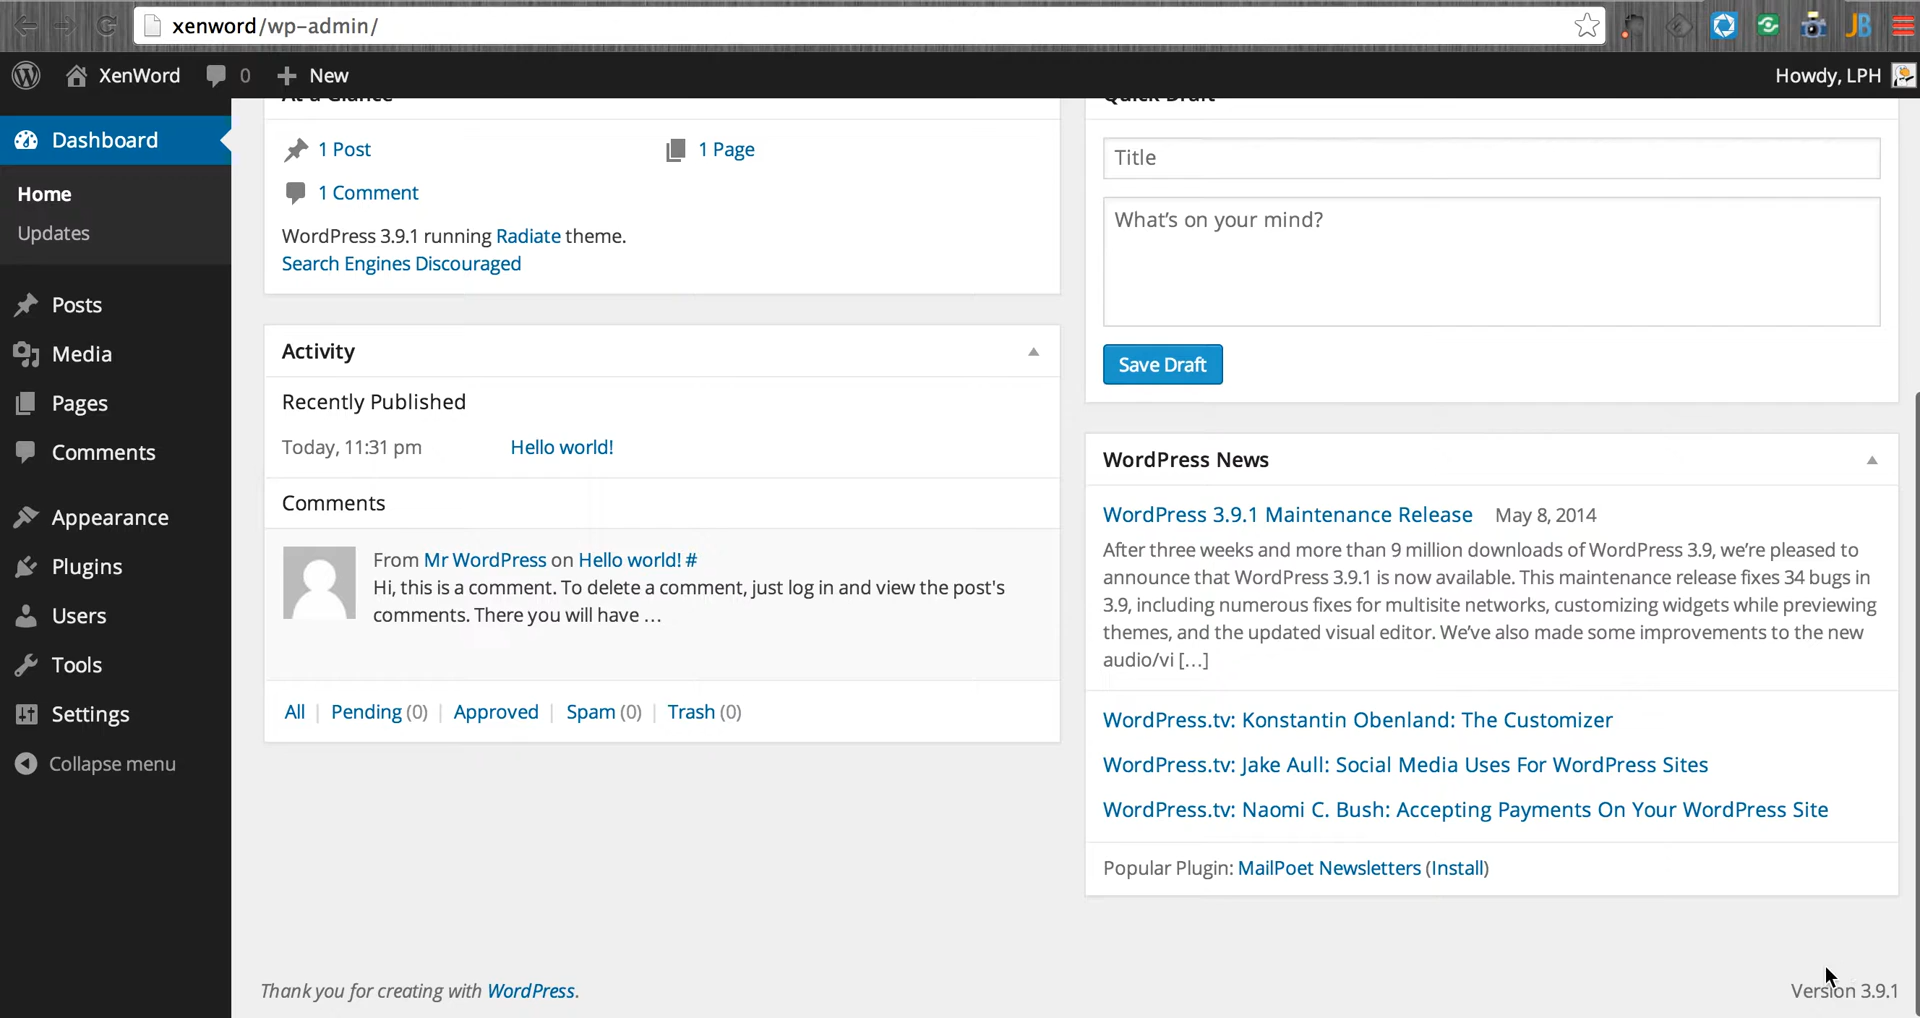 xenword/wp-admin/
JB
XenWord 0 New Howdy, LPH
At a Glance
Quick Draft
Dashboard
Home
Updates
Posts
Media
Pages
Comments
Appearance
Plugins
Users
Tools
Settings
Collapse menu
1 Post 1 Page
1 Comment
WordPress 3.9.1 running Radiate theme.
Search Engines Discouraged
Activity
Recently Published
Today, 11:31 pm Hello world!
Comments
From Mr WordPress on Hello world! #
Hi, this is a comment. To delete a comment, just log in and view the post's
comments. There you will have …
All | Pending (0) | Approved | Spam (0) | Trash (0)
Title
What’s on your mind?
Save Draft
WordPress News
WordPress 3.9.1 Maintenance Release May 8, 2014
After three weeks and more than 9 million downloads of WordPress 3.9, we’re pleased to
announce that WordPress 3.9.1 is now available. This maintenance release fixes 34 bugs in
3.9, including numerous fixes for multisite networks, customizing widgets while previewing
themes, and the updated visual editor. We’ve also made some improvements to the new
audio/vi […]
WordPress.tv: Konstantin Obenland: The Customizer
WordPress.tv: Jake Aull: Social Media Uses For WordPress Sites
WordPress.tv: Naomi C. Bush: Accepting Payments On Your WordPress Site
Popular Plugin: MailPoet Newsletters (Install)
Thank you for creating with WordPress.
Version 3.9.1